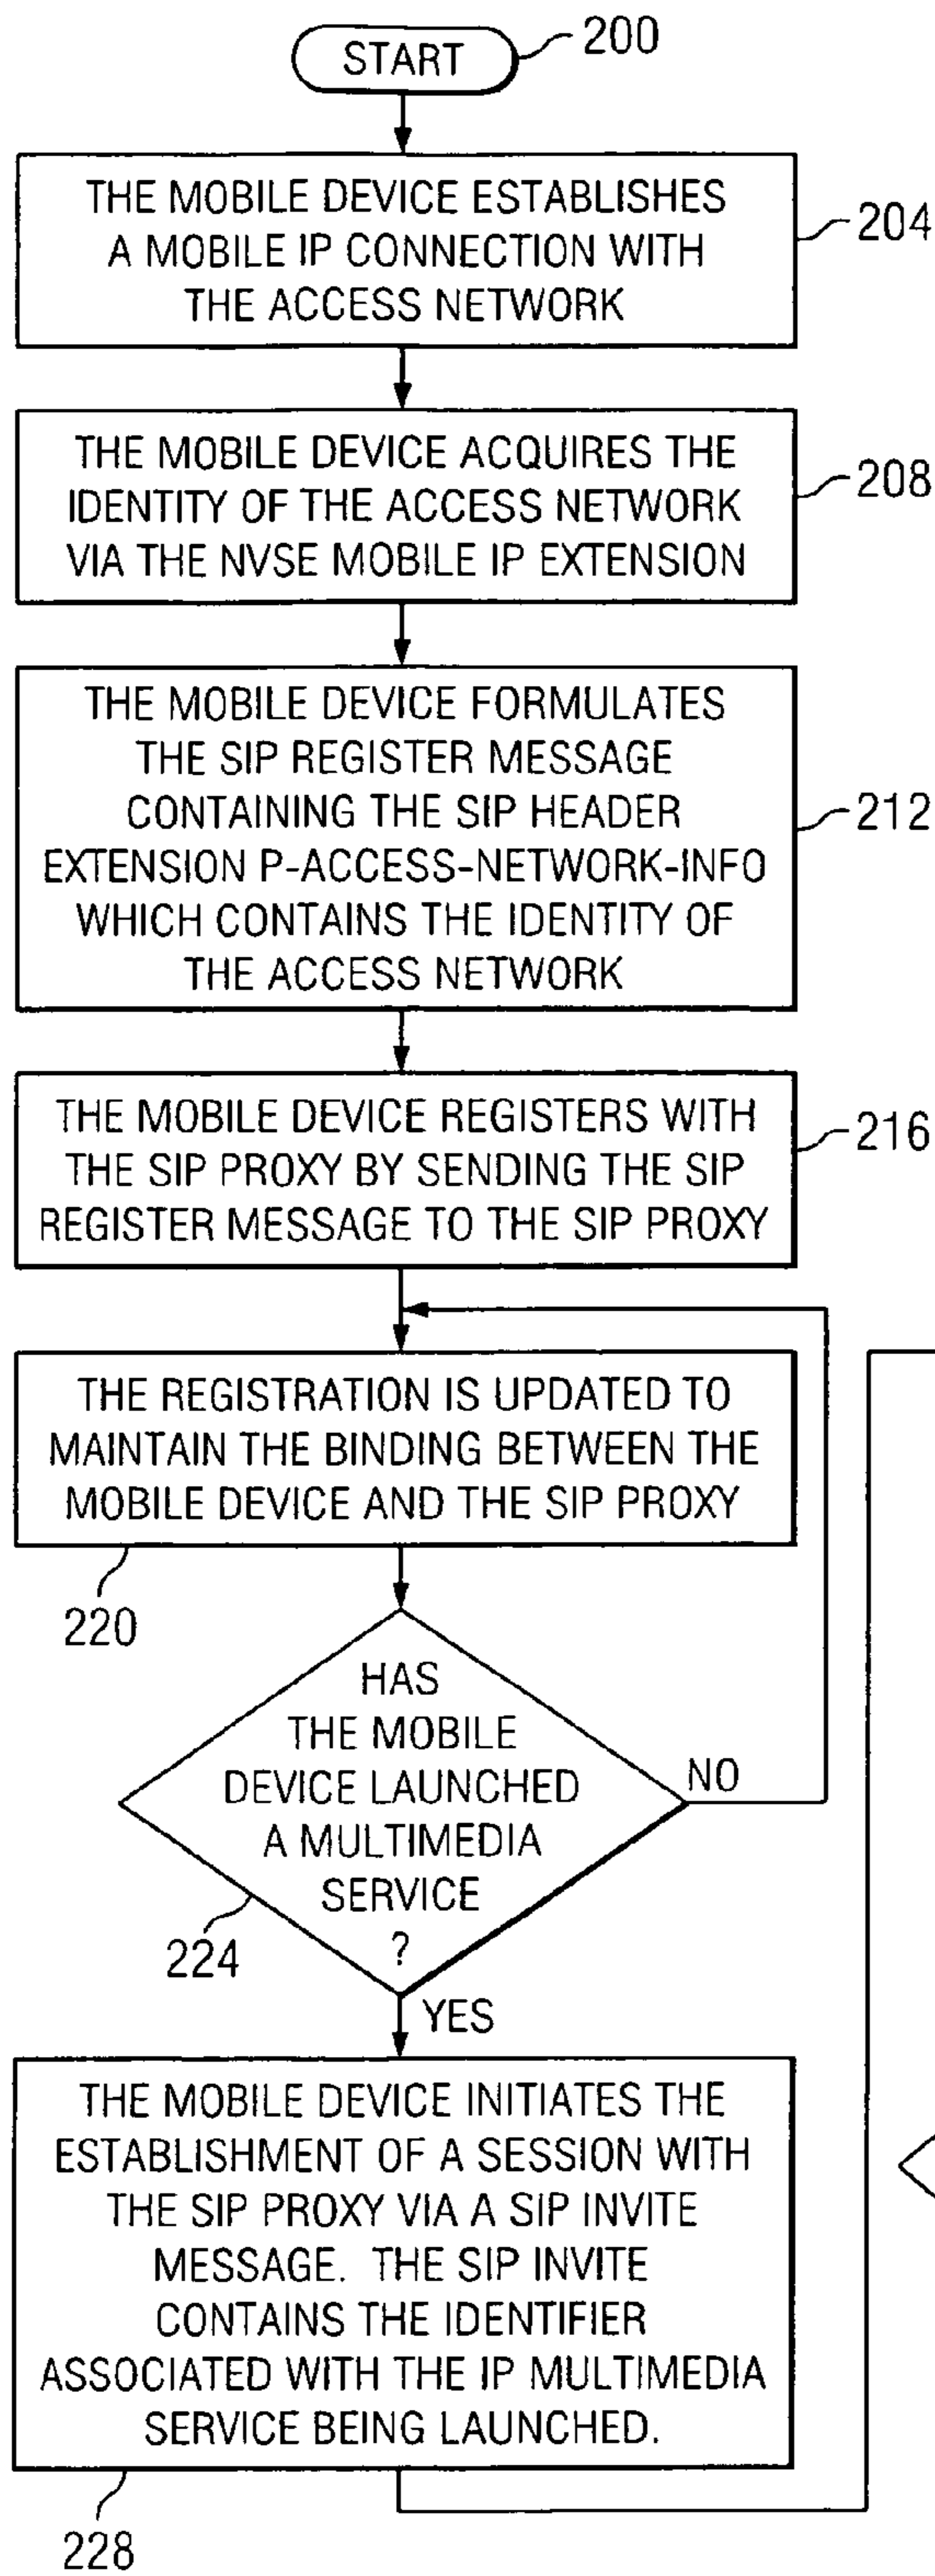 START
200
THE MOBILE DEVICE ESTABLISHES
A MOBILE IP CONNECTION WITH
THE ACCESS NETWORK
204
THE MOBILE DEVICE ACQUIRES THE
IDENTITY OF THE ACCESS NETWORK
VIA THE NVSE MOBILE IP EXTENSION
208
THE MOBILE DEVICE FORMULATES
THE SIP REGISTER MESSAGE
CONTAINING THE SIP HEADER
EXTENSION P-ACCESS-NETWORK-INFO
WHICH CONTAINS THE IDENTITY OF
THE ACCESS NETWORK
212
THE MOBILE DEVICE REGISTERS WITH
THE SIP PROXY BY SENDING THE SIP
REGISTER MESSAGE TO THE SIP PROXY
216
THE REGISTRATION IS UPDATED TO
MAINTAIN THE BINDING BETWEEN THE
MOBILE DEVICE AND THE SIP PROXY
220
HAS
THE MOBILE
DEVICE LAUNCHED
A MULTIMEDIA
SERVICE
?
NO
224
YES
THE MOBILE DEVICE INITIATES THE
ESTABLISHMENT OF A SESSION WITH
THE SIP PROXY VIA A SIP INVITE
MESSAGE. THE SIP INVITE
CONTAINS THE IDENTIFIER
ASSOCIATED WITH THE IP MULTIMEDIA
SERVICE BEING LAUNCHED.
228